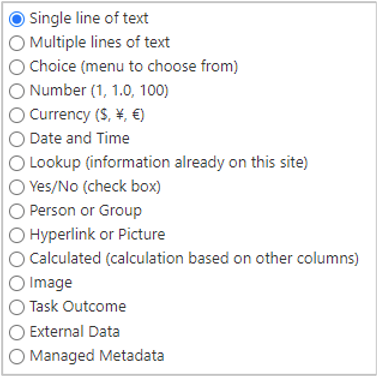 Single line of text
Multiple lines of text
Choice (menu to choose from)
Number (1, 1.0, 100)
Currency ($, ¥, €)
Date and Time
Lookup (information already on this site)
Yes/No (check box)
Person or Group
Hyperlink or Picture
Calculated (calculation based on other columns)
Image
Task Outcome
External Data
Managed Metadata